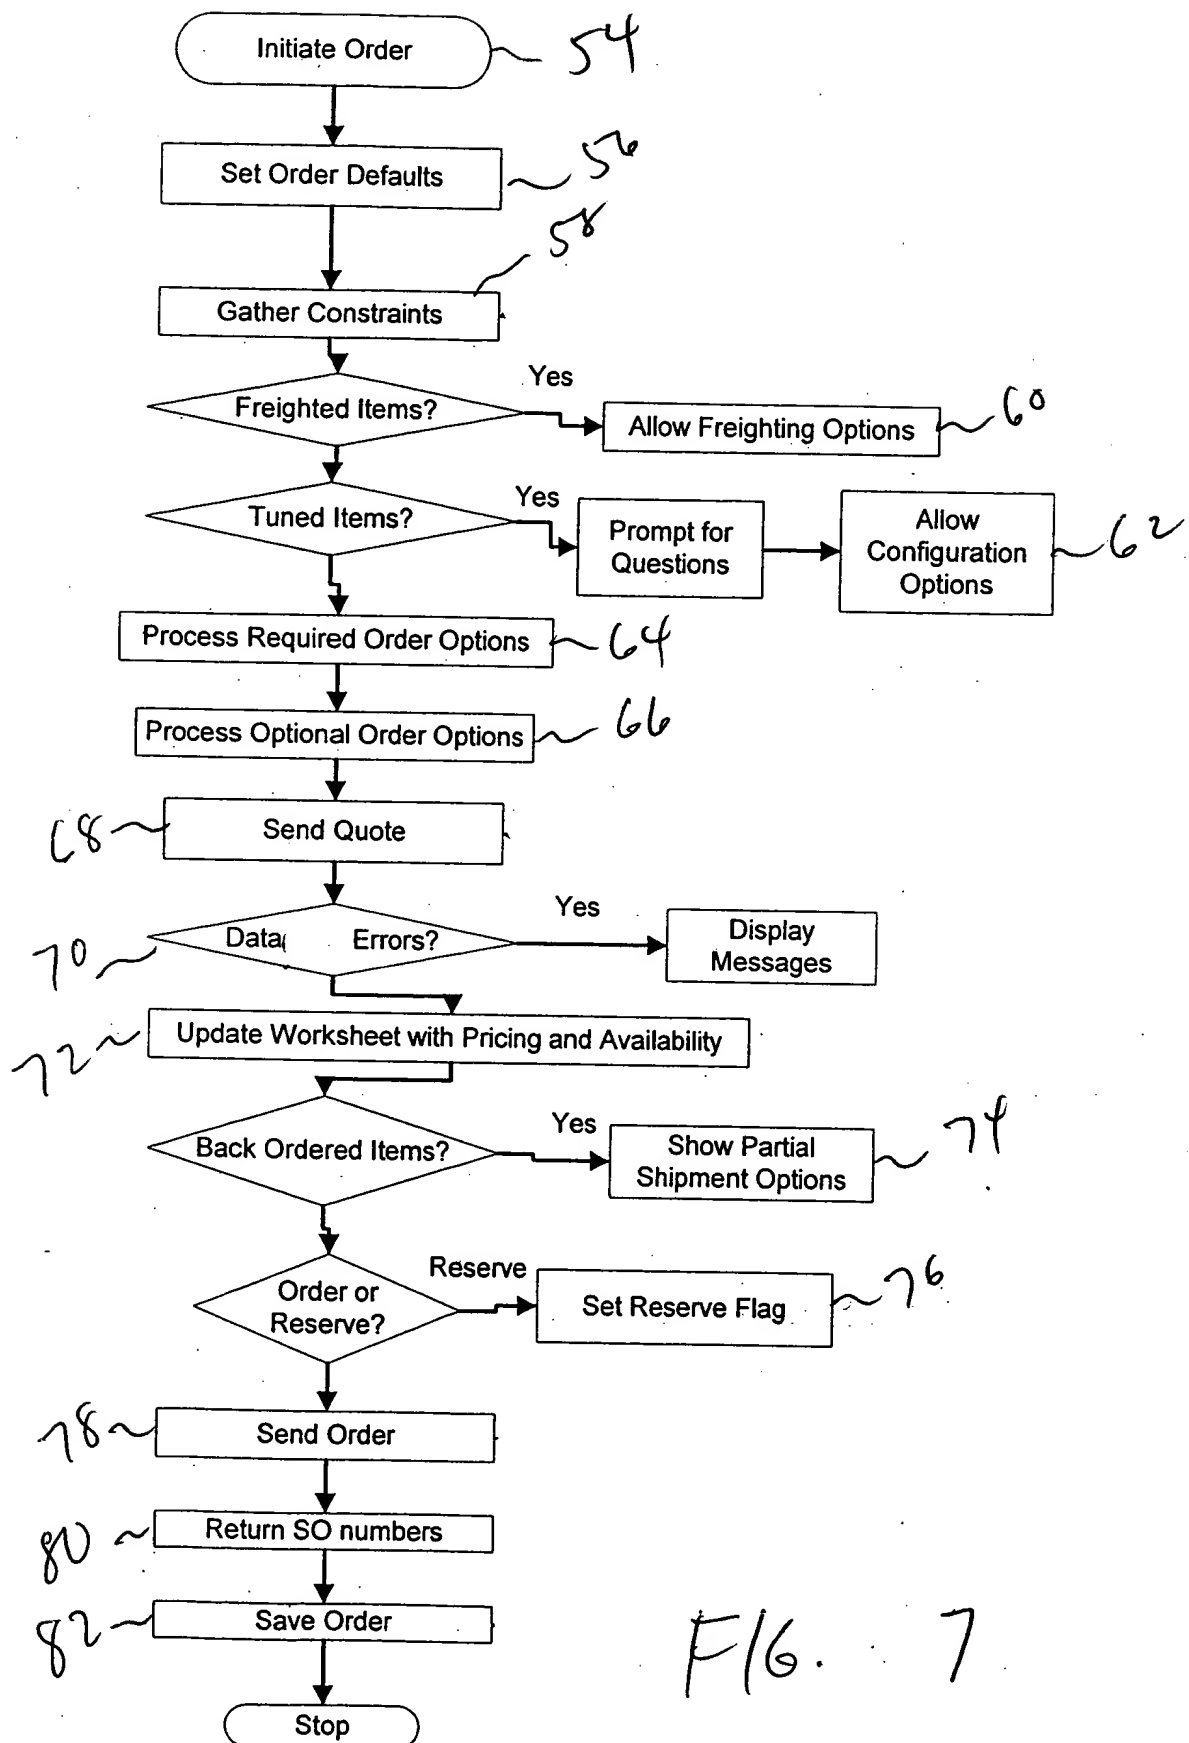 Initiate Order
54
Set Order Defaults
56
58
Gather Constraints
Yes
Freighted Items?
Allow Freighting Options
60
Yes
Tuned Items?
Prompt for
Questions
Allow
Configuration
Options
62
Process Required Order Options
64
Process Optional Order Options
66
68
Send Quote
Yes
70
Data Errors?
Display
Messages
72
Update Worksheet with Pricing and Availability
Yes
74
Back Ordered Items?
Show Partial
Shipment Options
Reserve
76
Order or
Reserve?
Set Reserve Flag
78
Send Order
80
Return SO numbers
82
Save Order
FIG. 7
Stop